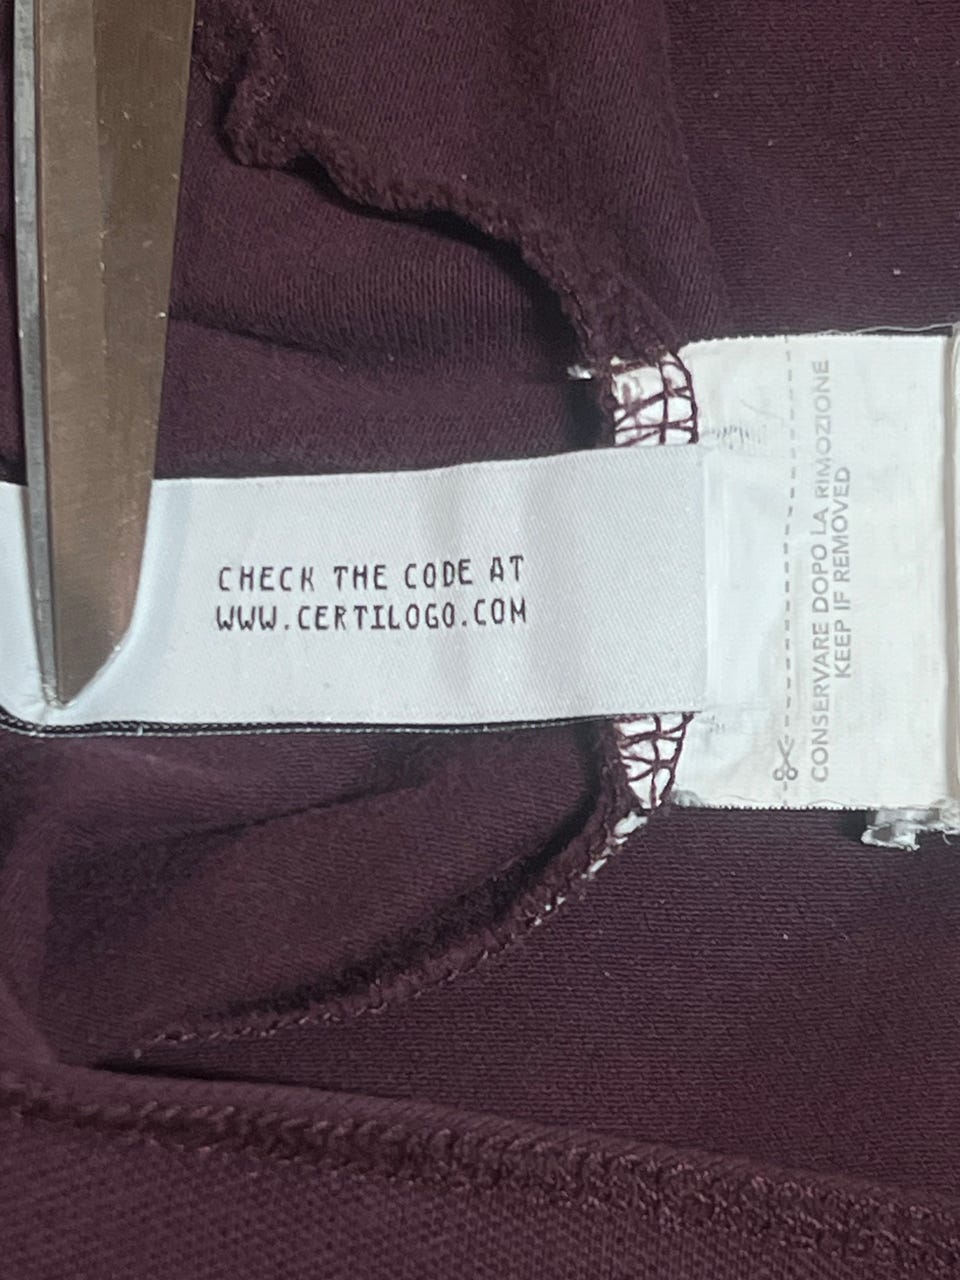 CHECK THE CODE AT
WWW.CERTILOGO.COM
CONSERVARE DOPO LA RIMOZIONE
KEEP IF REMOVED